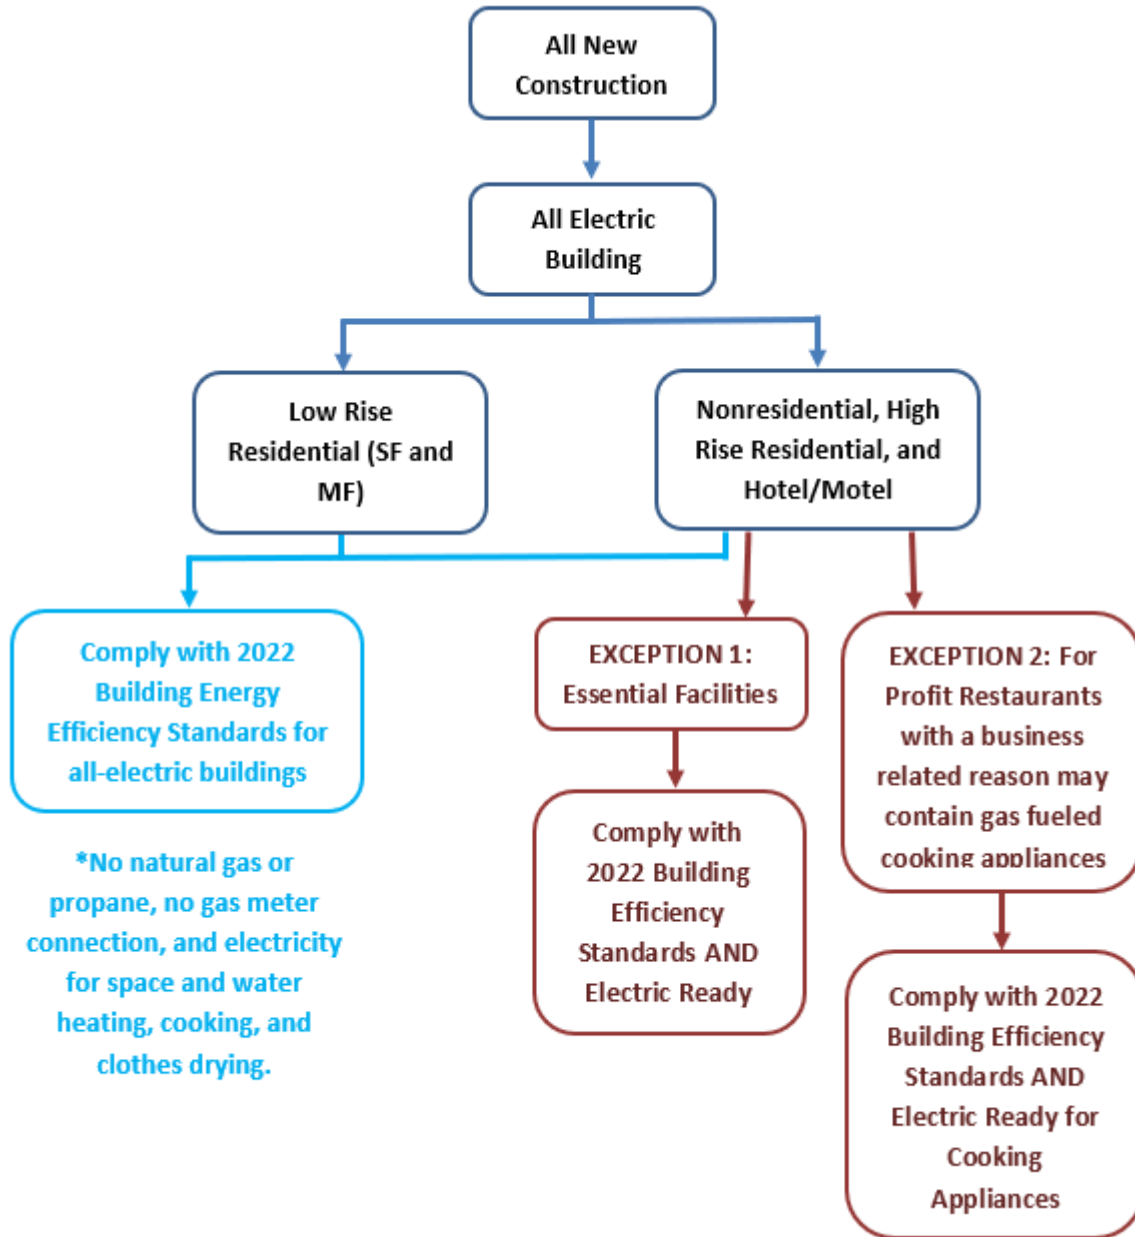 All New
Construction
All Electric
Building
Low Rise
Residential (SF and
MF)
Nonresidential, High
Rise Residential, and
Hotel/Motel
Comply with 2022
Building Energy
Efficiency Standards for
all-electric buildings
*No natural gas or
propane, no gas meter
connection, and electricity
for space and water
heating, cooking, and
clothes drying.
EXCEPTION 1:
Essential Facilities
Comply with
2022 Building
Efficiency
Standards AND
Electric Ready
EXCEPTION 2: For
Profit Restaurants
with a business
related reason may
contain gas fueled
cooking appliances
Comply with 2022
Building Efficiency
Standards AND
Electric Ready for
Cooking
Appliances